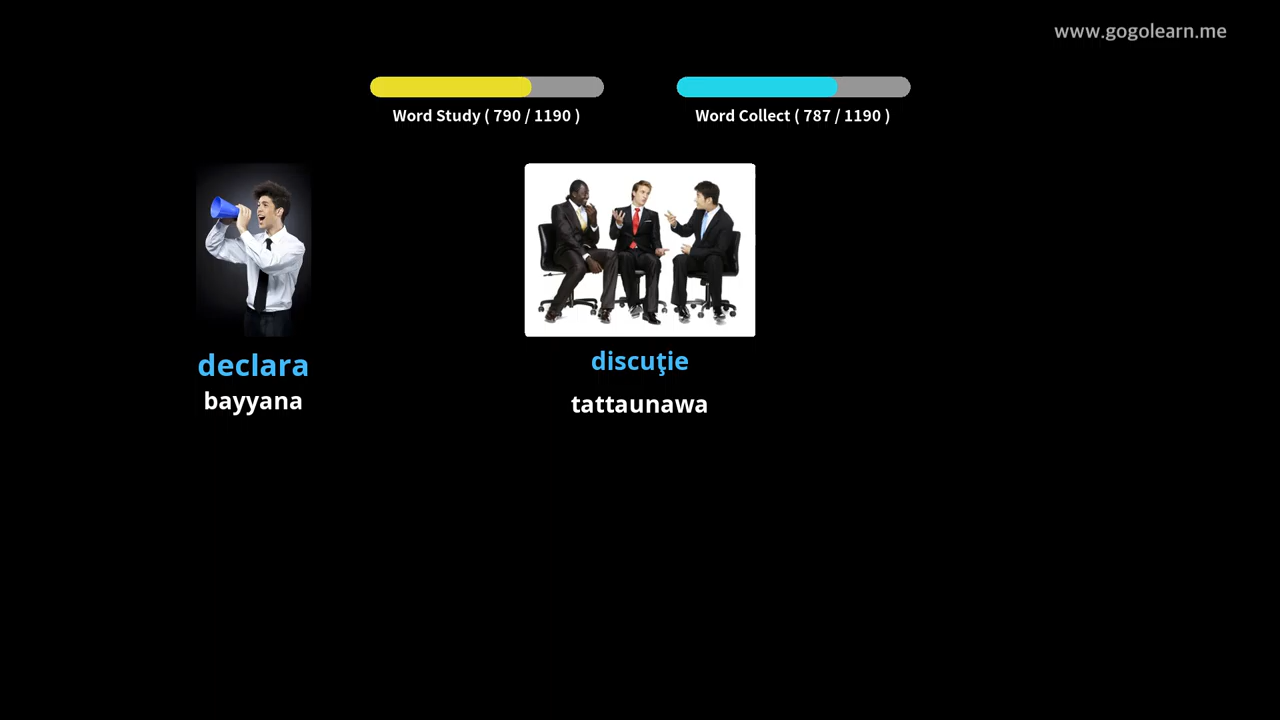 www.gogolearn.me
Word Study ( 790 / 1190 )
Word Collect ( 787 / 1190 )
declara
bayyana
discuţie
tattaunawa